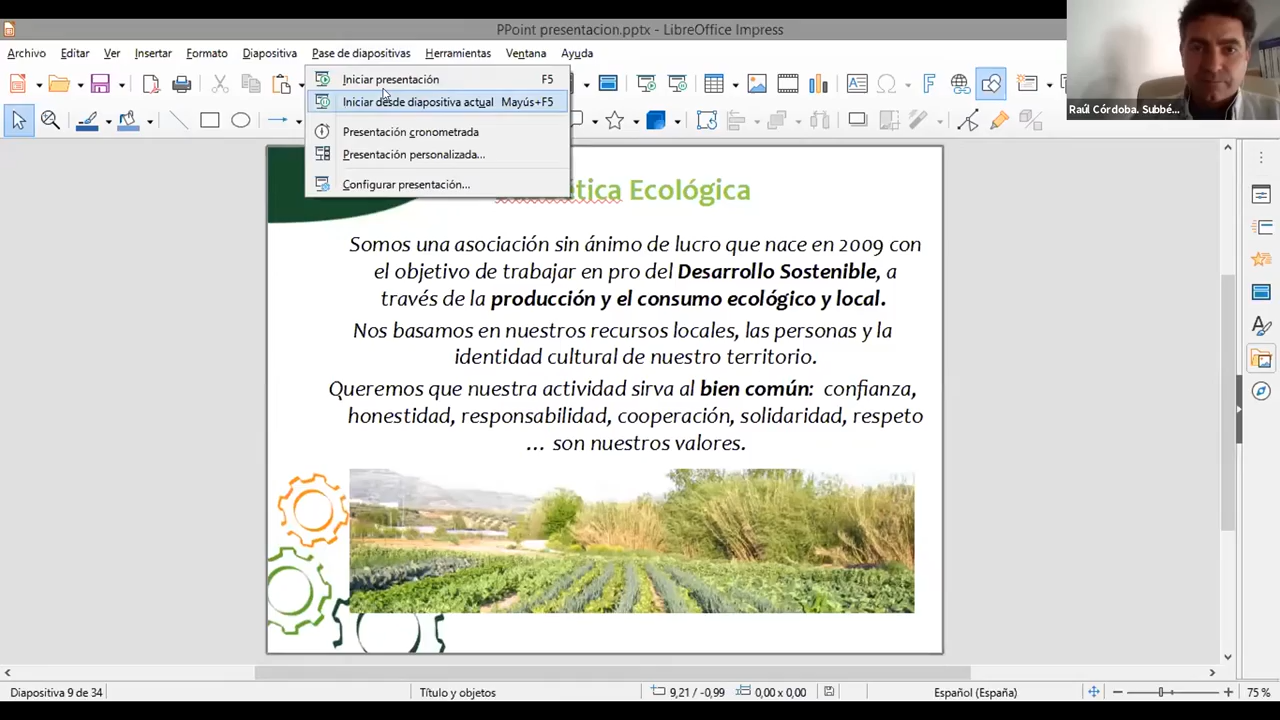 PPoint presentacion.pptx - LibreOffice Impress
Archivo Editar Ver Insertar Formato Diapositiva Pase de diapositivas Herramientas Ventana Ayuda
Iniciar presentación F5
Iniciar desde diapositiva actual Mayús+F5
Presentación cronometrada
Presentación personalizada...
Configurar presentación...
Raúl Córdoba. Subbé...
Ecológica
Somos una asociación sin ánimo de lucro que nace en 2009 con
el objetivo de trabajar en pro del Desarrollo Sostenible, a
través de la producción y el consumo ecológico y local.
Nos basamos en nuestros recursos locales, las personas y la
identidad cultural de nuestro territorio.
Queremos que nuestra actividad sirva al bien común: confianza,
honestidad, responsabilidad, cooperación, solidaridad, respeto
... son nuestros valores.
Diapositiva 9 de 34 Título y objetos 9,21 / -0,99 0,00 x 0,00 Español (España) 75 %